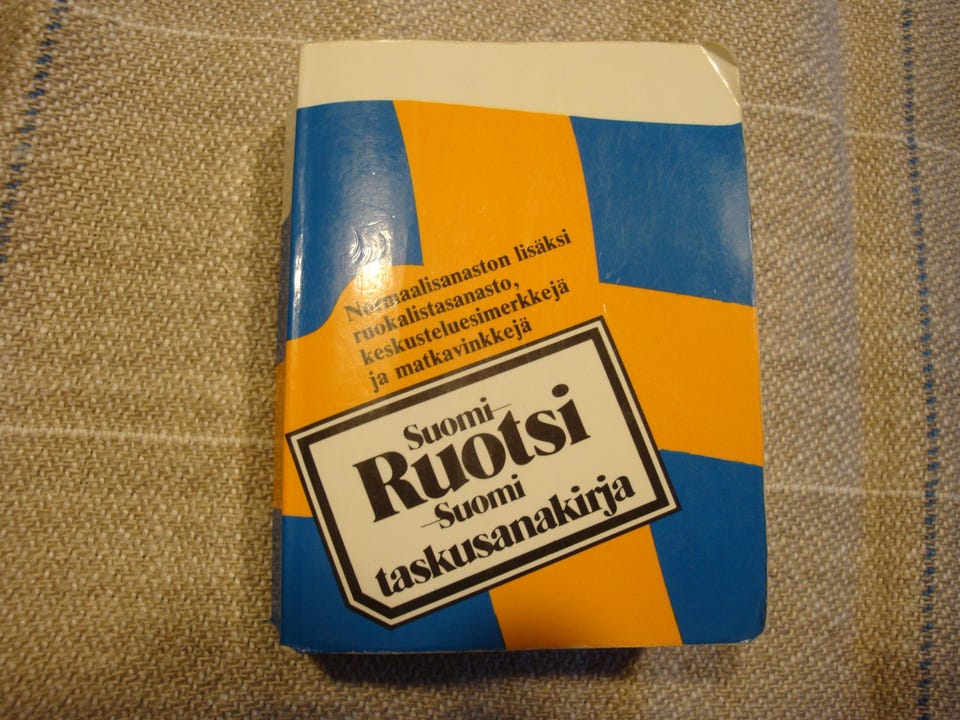 Normaalisanaston lisäksi
ruokalistasanasto,
keskusteluesimerkkejä
ja matkavinkkejä
Suomi–
Ruotsi
–Suomi
taskusanakirja